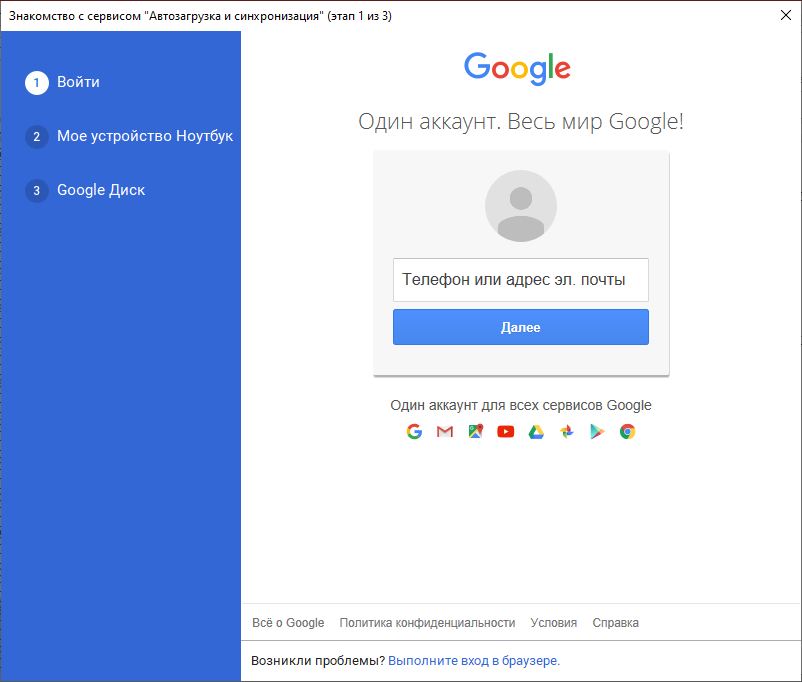 Знакомство с сервисом "Автозагрузка и синхронизация" (этап 1 из 3)
1 Войти
2 Мое устройство Ноутбук
3 Google Диск
Google
Один аккаунт. Весь мир Google!
Телефон или адрес эл. почты
Далее
Один аккаунт для всех сервисов Google
Всё о Google Политика конфиденциальности Условия Справка
Возникли проблемы? Выполните вход в браузере.